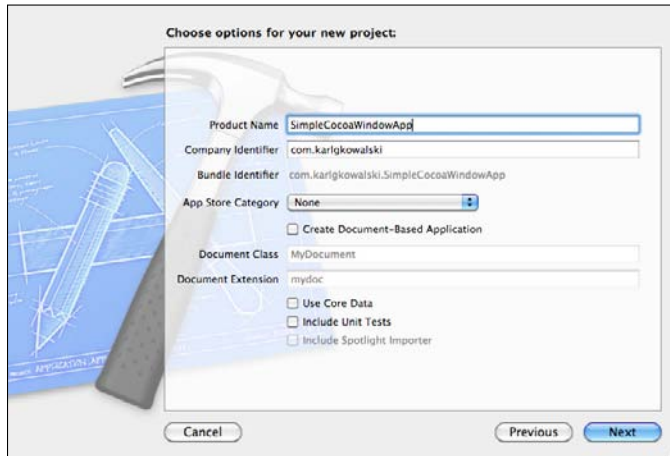 Choose options for your new project:
Product Name SimpleCocoaWindowApp
Company Identifier com.karlgkowalski
Bundle Identifier com.karlgkowalski.SimpleCocoaWindowApp
App Store Category None
Create Document-Based Application
Document Class MyDocument
Document Extension mydoc
Use Core Data
Include Unit Tests
Include Spotlight Importer
Cancel Previous Next